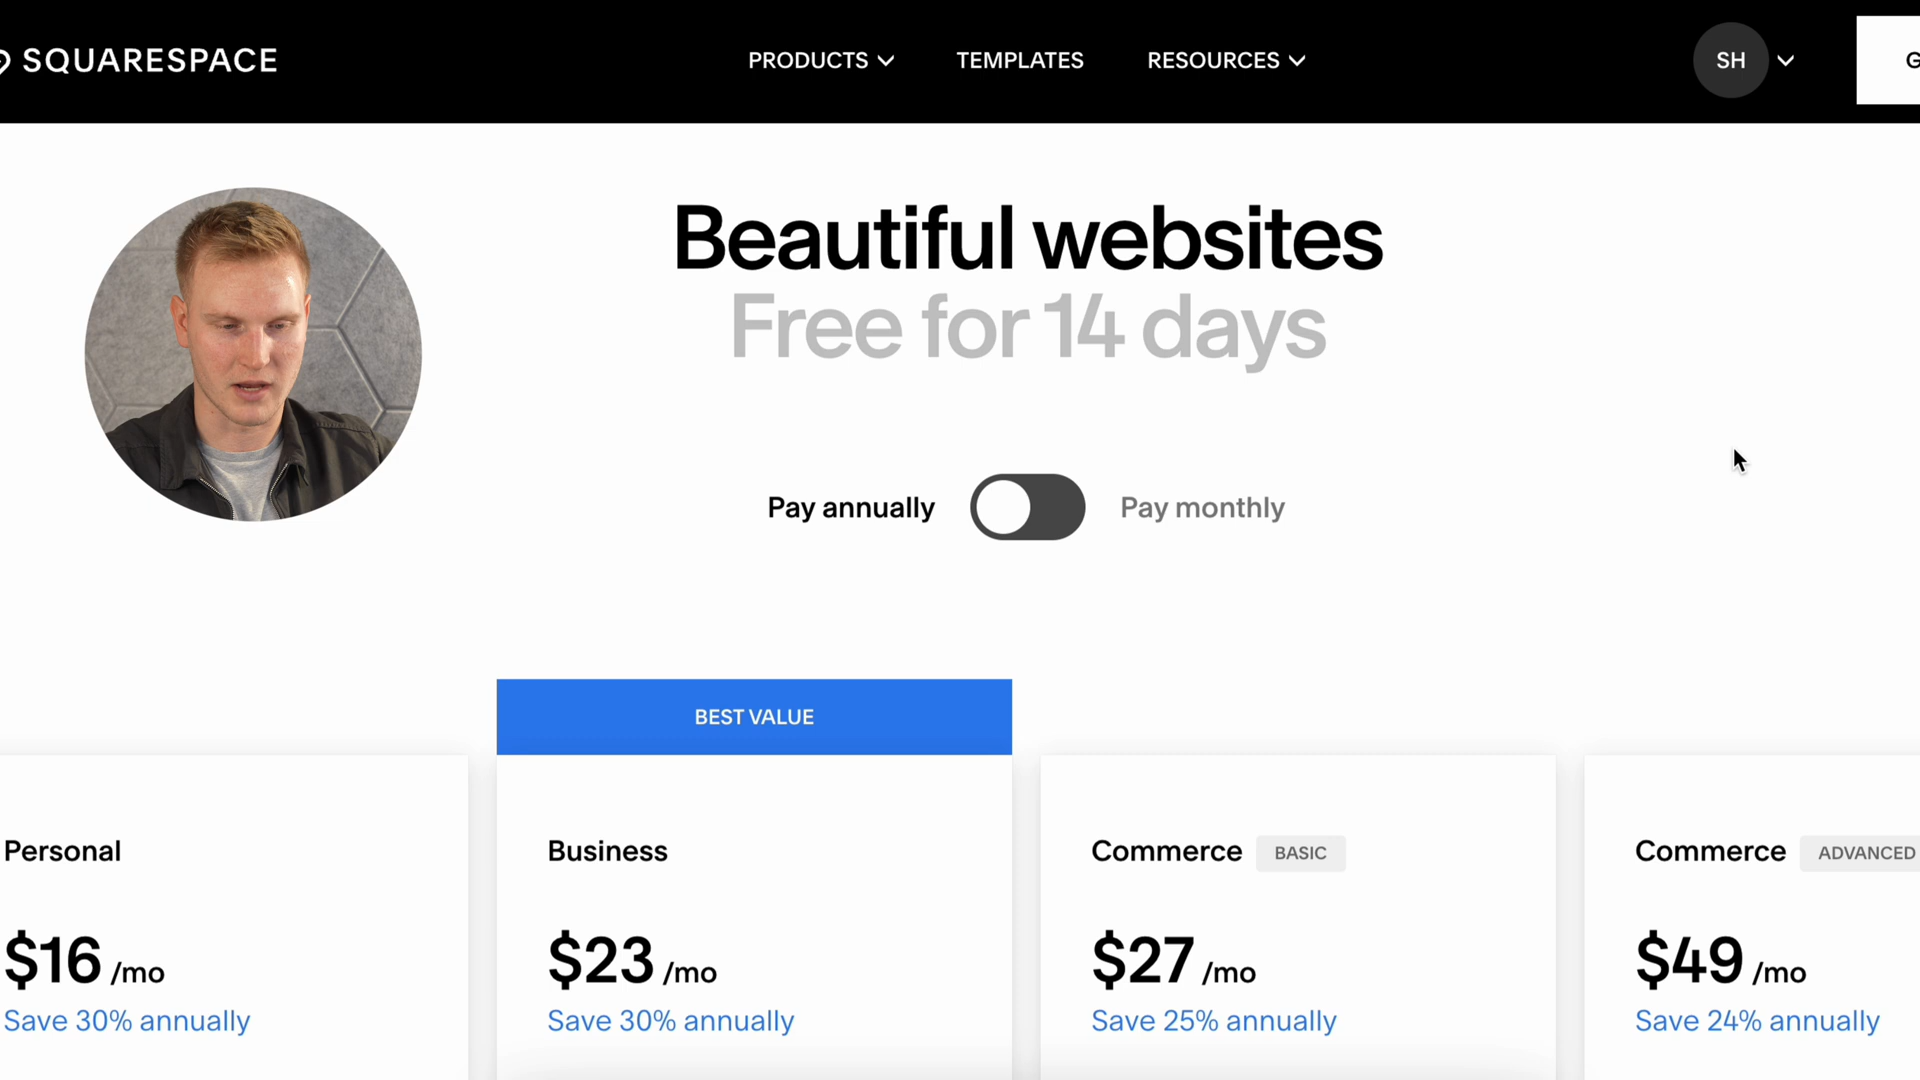 SQUARESPACE
PRODUCTS
TEMPLATES
RESOURCES
SH
G
Beautiful websites
Free for 14 days
Pay annually
Pay monthly
BEST VALUE
Personal
$16 /mo
Save 30% annually
Business
$23 /mo
Save 30% annually
Commerce BASIC
$27 /mo
Save 25% annually
Commerce ADVANCED
$49 /mo
Save 24% annually